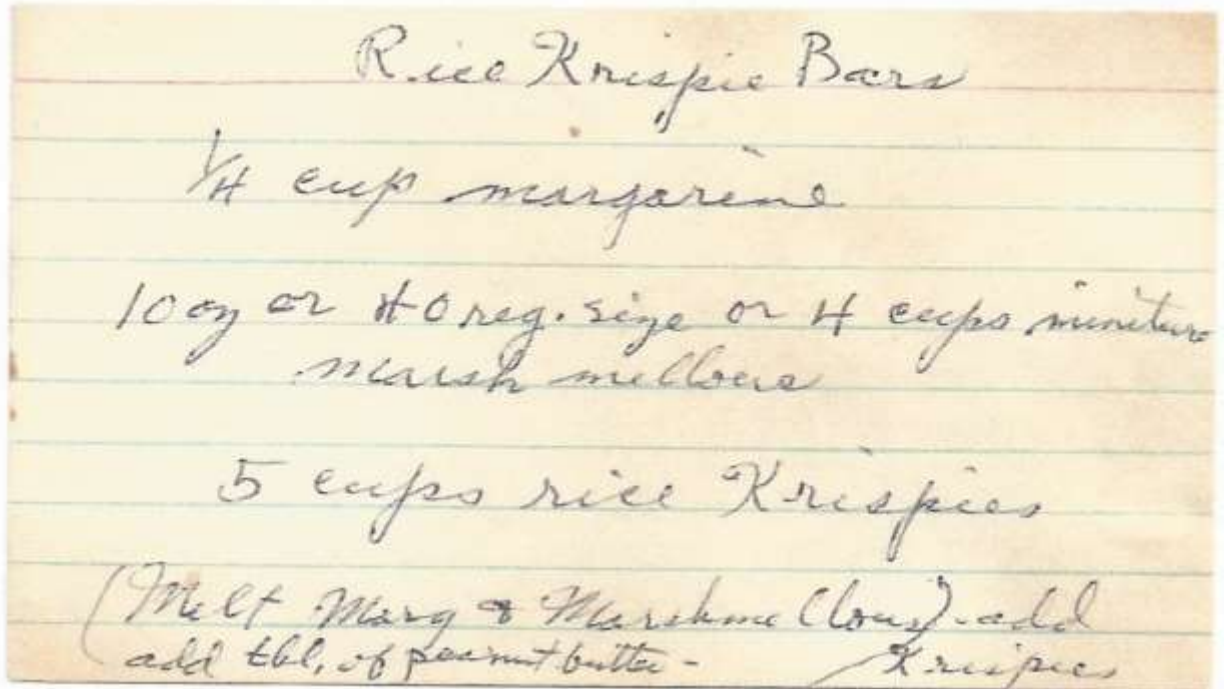 Rice Krispie Bars
1/4 cup margarine
10 oz or 40 reg. size or 4 cups miniture
marsh mellows
5 cups rice Krispies
(Melt Marg & Marshmellows) - add
add tbl. of peanut butter - / Krispies